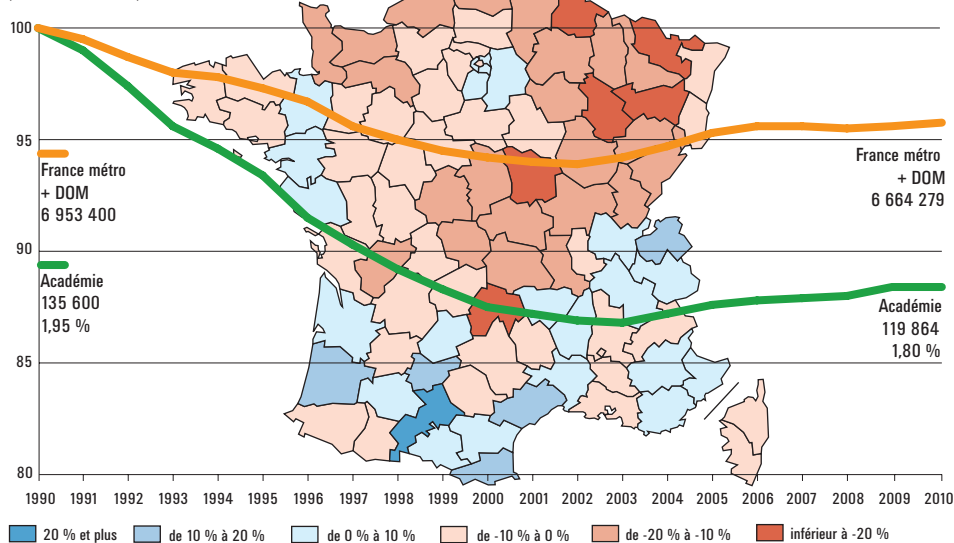 100
95
90
85
80
France métro
+ DOM
6 953 400
Académie
135 600
1,95 %
France métro
+ DOM
6 664 279
Académie
119 864
1,80 %
1990 1991 1992 1993 1994 1995 1996 1997 1998 1999 2000 2001 2002 2003 2004 2005 2006 2007 2008 2009 2010
20 % et plus de 10 % à 20 % de 0 % à 10 % de -10 % à 0 % de -20 % à -10 % inférieur à -20 %